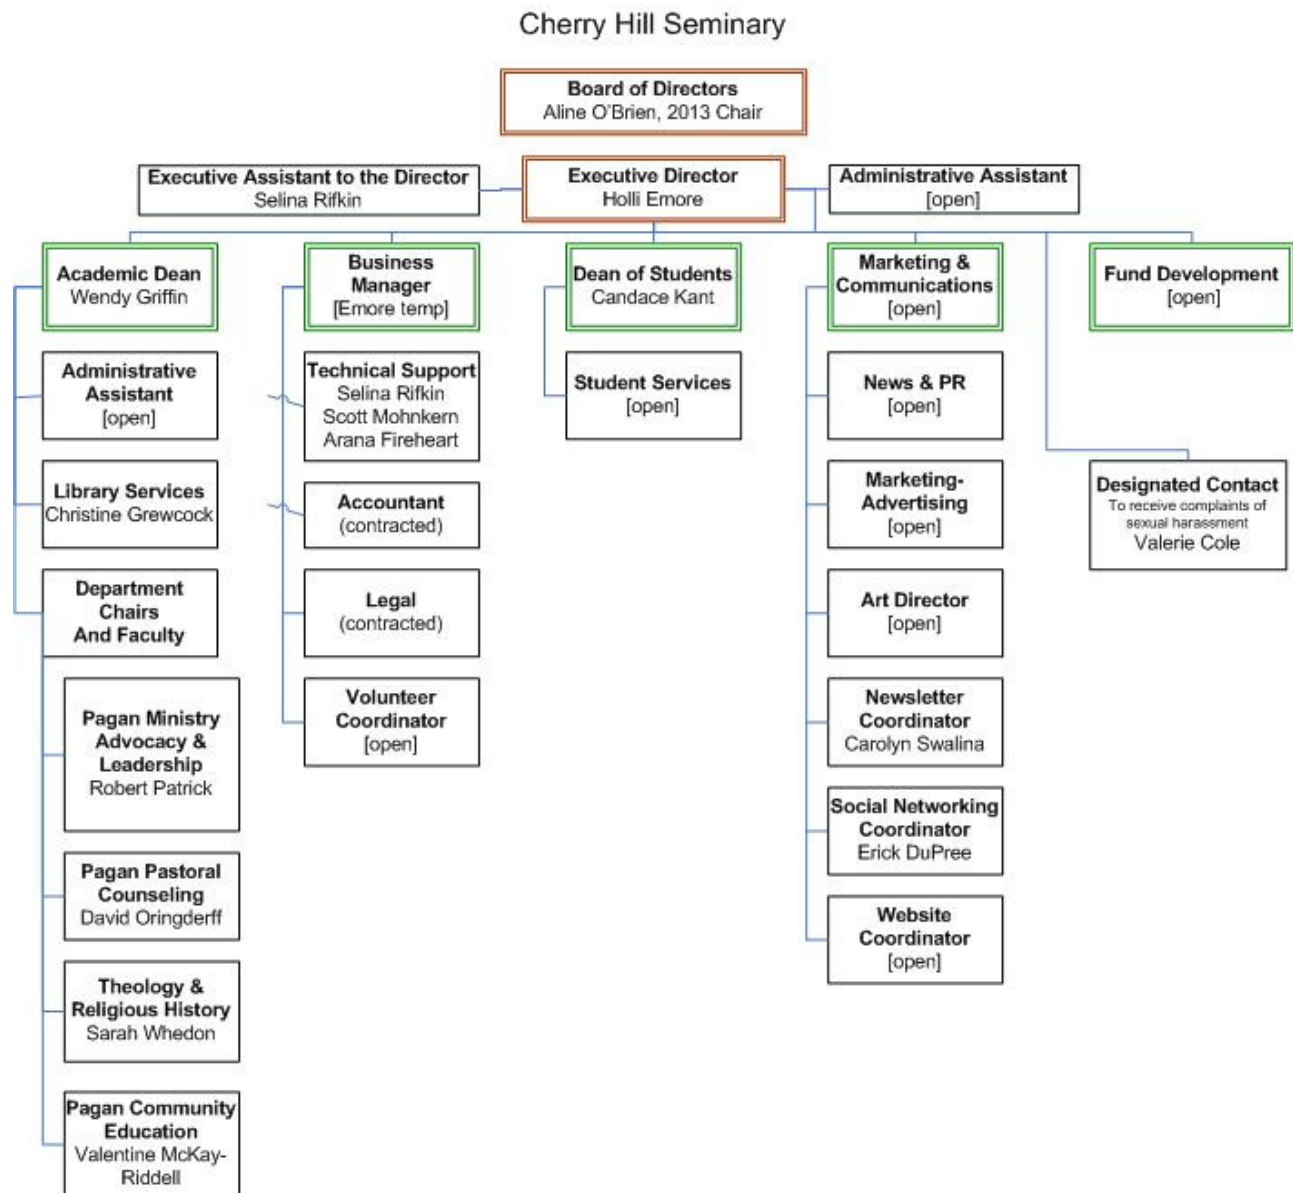 Cherry Hill Seminary
Board of Directors
Aline O'Brien, 2013 Chair
Executive Assistant to the Director
Selina Rifkin
Executive Director
Holli Emore
Administrative Assistant
[open]
Academic Dean
Wendy Griffin
Business
Manager
[Emore temp]
Dean of Students
Candace Kant
Marketing &
Communications
[open]
Fund Development
[open]
Administrative
Assistant
[open]
Technical Support
Selina Rifkin
Scott Mohnkern
Arana Fireheart
Student Services
[open]
News & PR
[open]
Library Services
Christine Grewcock
Accountant
(contracted)
Marketing-
Advertising
[open]
Designated Contact
To receive complaints of
sexual harassment
Valerie Cole
Department
Chairs
And Faculty
Legal
(contracted)
Art Director
[open]
Pagan Ministry
Advocacy &
Leadership
Robert Patrick
Volunteer
Coordinator
[open]
Newsletter
Coordinator
Carolyn Swalina
Social Networking
Coordinator
Erick DuPree
Pagan Pastoral
Counseling
David Oringderff
Website
Coordinator
[open]
Theology &
Religious History
Sarah Whedon
Pagan Community
Education
Valentine McKay-
Riddell